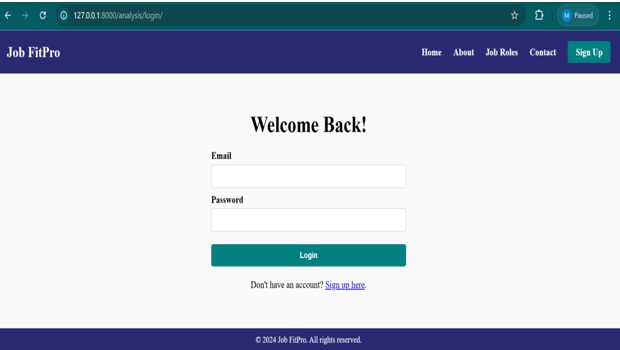 127.0.0.1:8000/analysis/login/
M Paused
Job FitPro
Home About Job Roles Contact Sign Up
Welcome Back!
Email
Password
Login
Don't have an account? Sign up here.
© 2024 Job FitPro. All rights reserved.